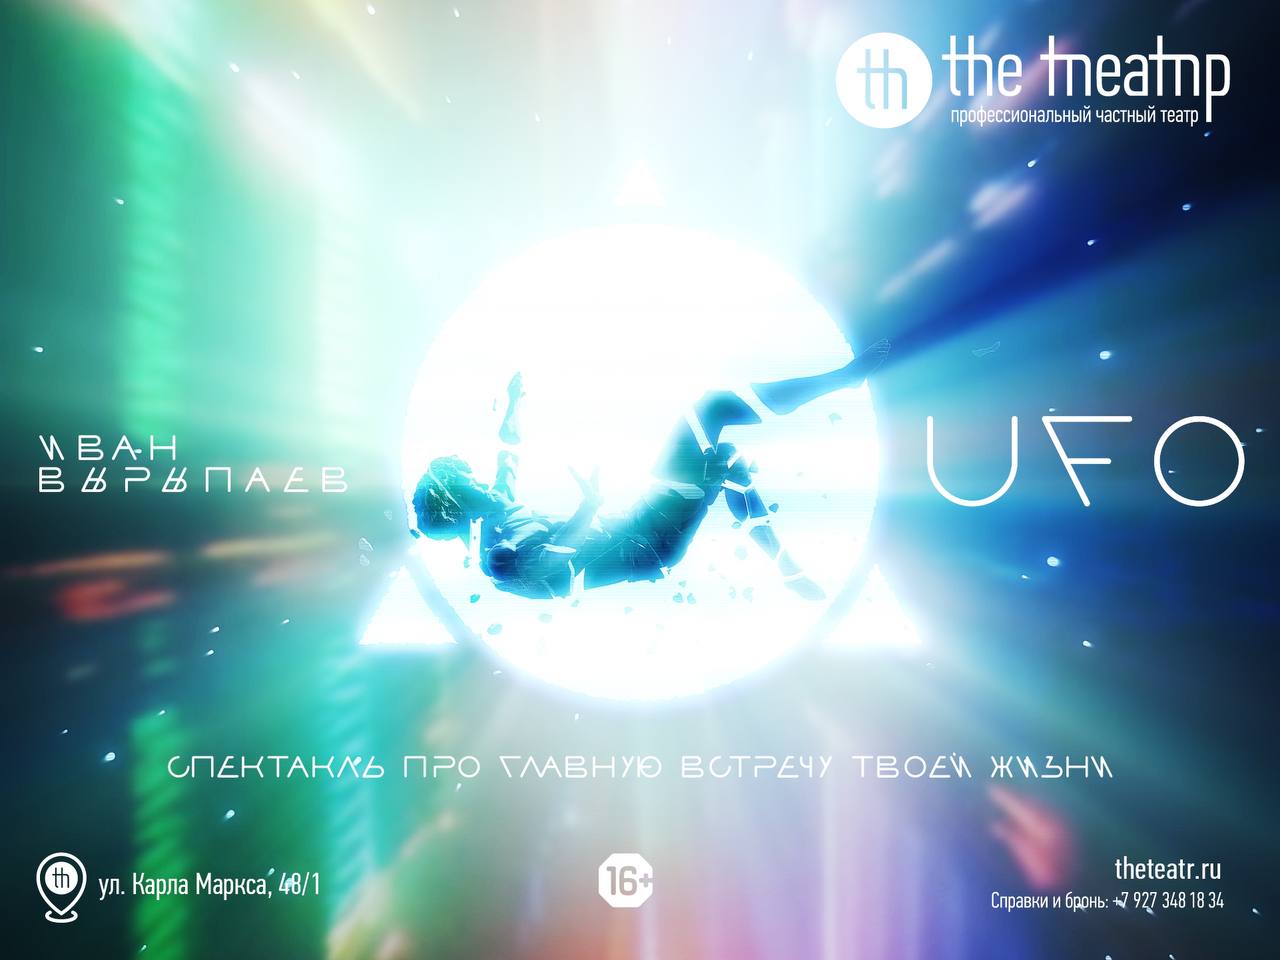 th the театр
профессиональный частный театр
ИВАН
ВЫРЫПАЕВ
UFO
СПЕКТАКЛЬ ПРО ГЛАВНУЮ ВСТРЕЧУ ТВОЕЙ ЖИЗНИ
th ул. Карла Маркса, 48/1
16+
theteatr.ru
Справки и бронь: +7 927 348 18 34